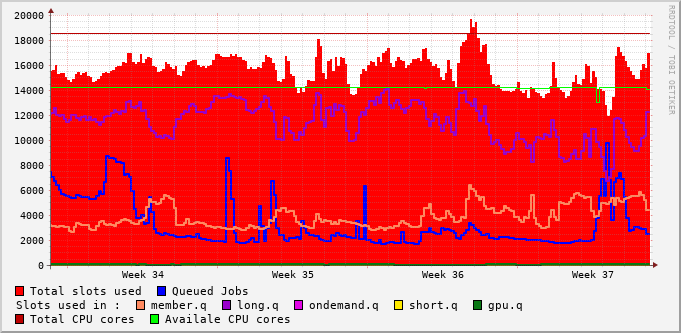 20000
18000
16000
14000
12000
10000
8000
6000
4000
2000
0
Week 34 Week 35 Week 36 Week 37
RRDTOOL / TOBI OETIKER
Total slots used Queued Jobs
Slots used in : member.q long.q ondemand.q short.q gpu.q
Total CPU cores Availale CPU cores